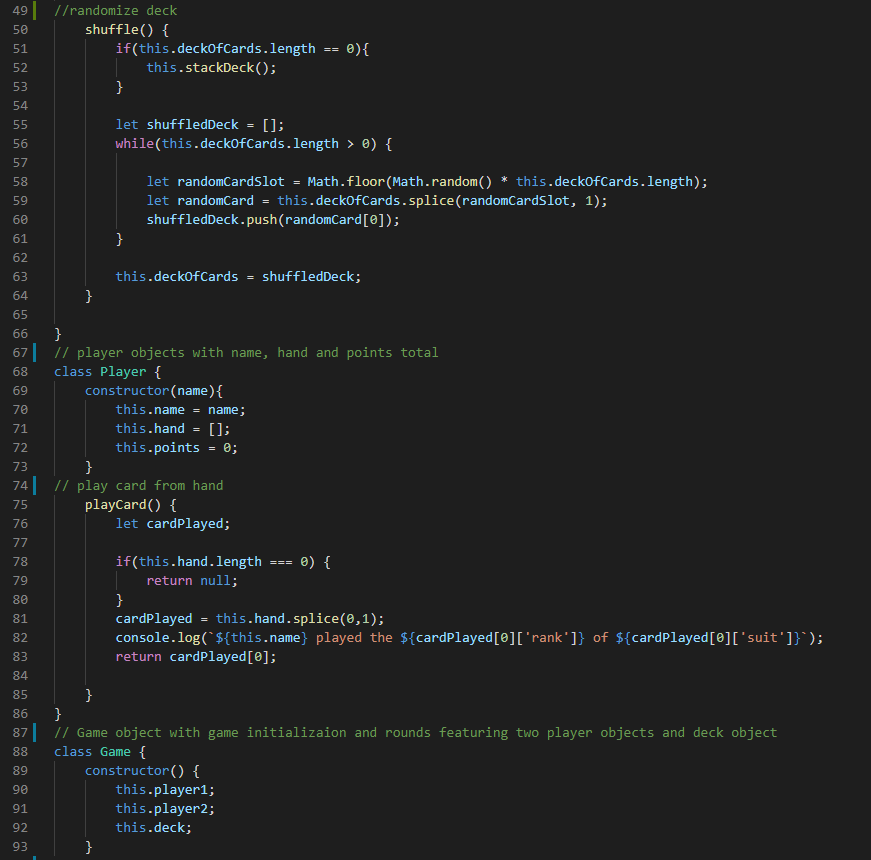 49 //randomize deck
50 shuffle() {
51 if(this.deckOfCards.length == 0){
52 this.stackDeck();
53 }
54
55 let shuffledDeck = [];
56 while(this.deckOfCards.length > 0) {
57
58 let randomCardSlot = Math.floor(Math.random() * this.deckOfCards.length);
59 let randomCard = this.deckOfCards.splice(randomCardSlot, 1);
60 shuffledDeck.push(randomCard[0]);
61 }
62
63 this.deckOfCards = shuffledDeck;
64 }
65
66 }
67 // player objects with name, hand and points total
68 class Player {
69 constructor(name){
70 this.name = name;
71 this.hand = [];
72 this.points = 0;
73 }
74 // play card from hand
75 playCard() {
76 let cardPlayed;
77
78 if(this.hand.length === 0) {
79 return null;
80 }
81 cardPlayed = this.hand.splice(0,1);
82 console.log(`${this.name} played the ${cardPlayed[0]['rank']} of ${cardPlayed[0]['suit']}`);
83 return cardPlayed[0];
84
85 }
86 }
87 // Game object with game initializaion and rounds featuring two player objects and deck object
88 class Game {
89 constructor() {
90 this.player1;
91 this.player2;
92 this.deck;
93 }